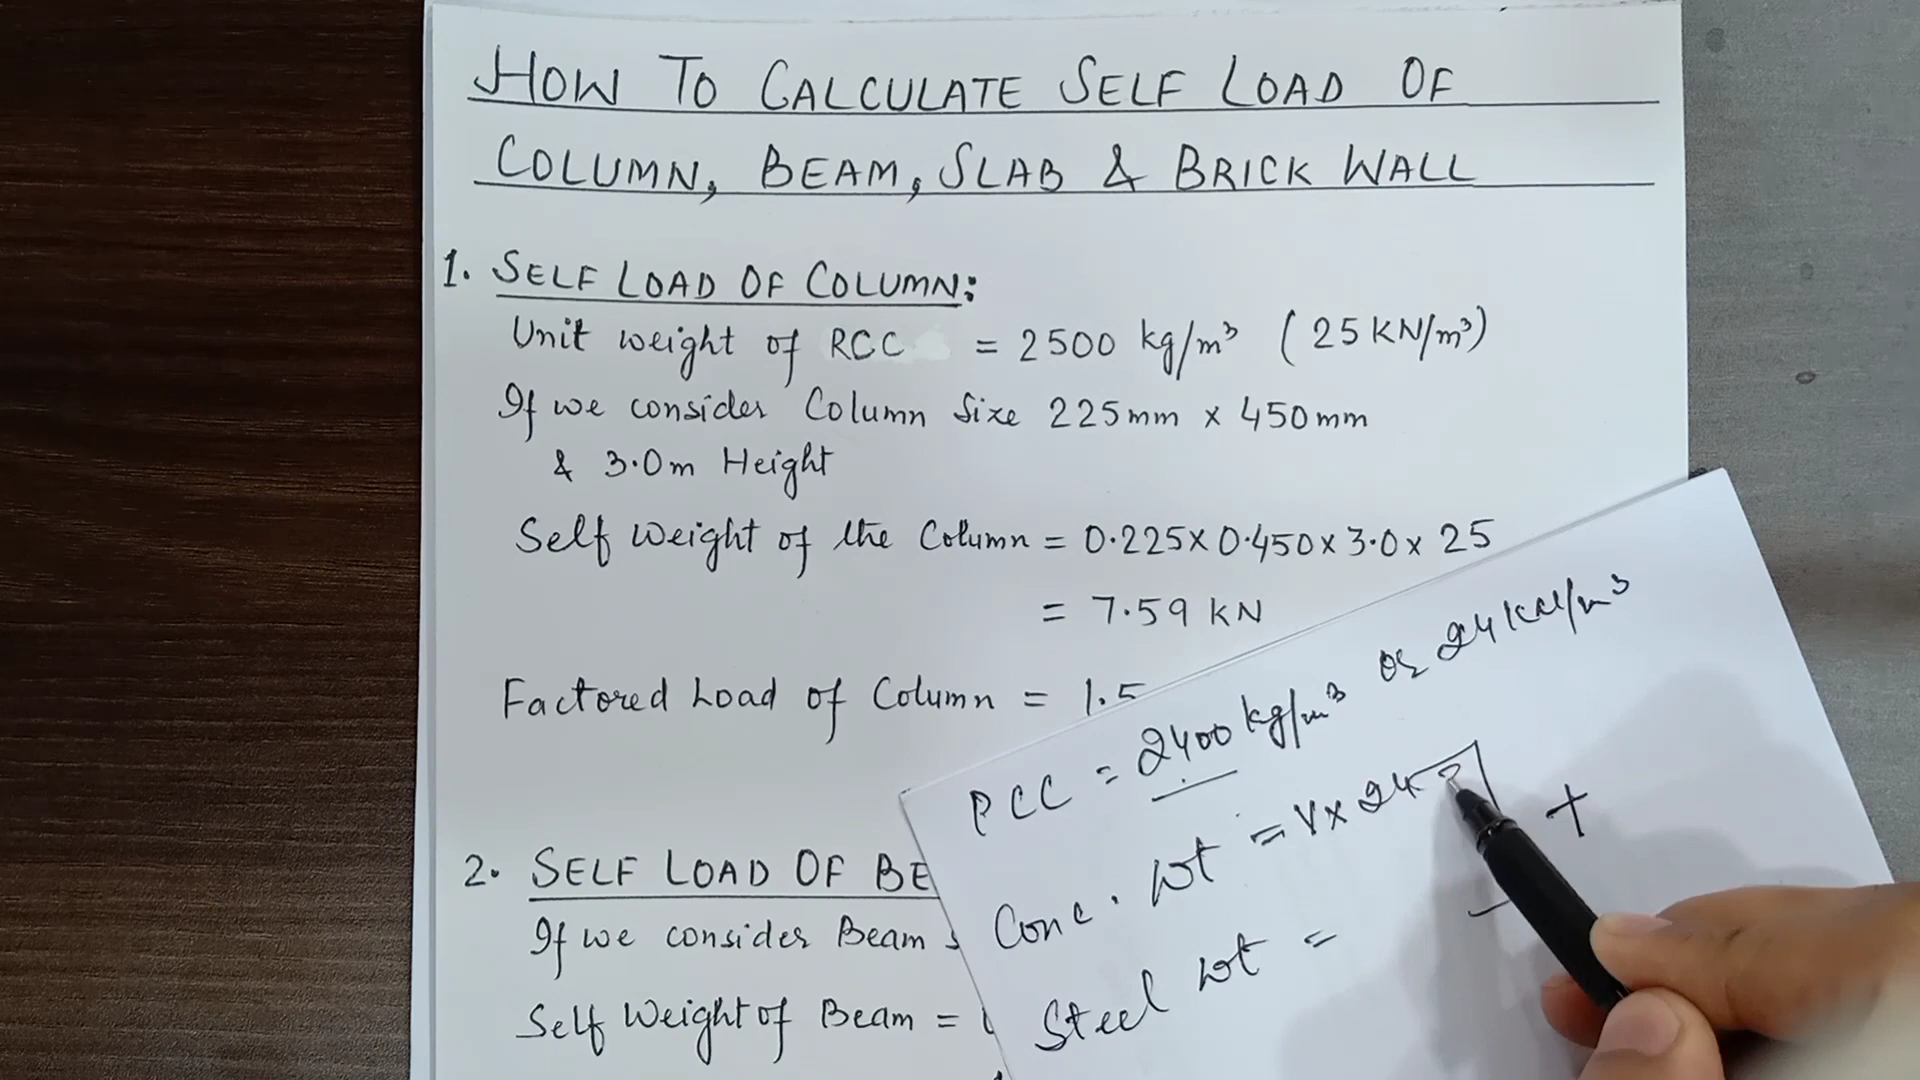 HOW TO CALCULATE SELF LOAD OF
COLUMN, BEAM, SLAB & BRICK WALL
1. SELF LOAD OF COLUMN:
Unit weight of RCC = 2500 kg/m³ (25 KN/m³)
If we consider Column Size 225mm x 450mm
& 3.0m Height
Self Weight of the Column = 0.225 x 0.450 x 3.0 x 25
= 7.59 KN
Factored Load of Column = 1.5
2. SELF LOAD OF BE
If we consider Beam
Self Weight of Beam =
PCC = 2400 kg/m³ or 24 KN/m³
Conc. wt = V x 24
+
Steel wt =